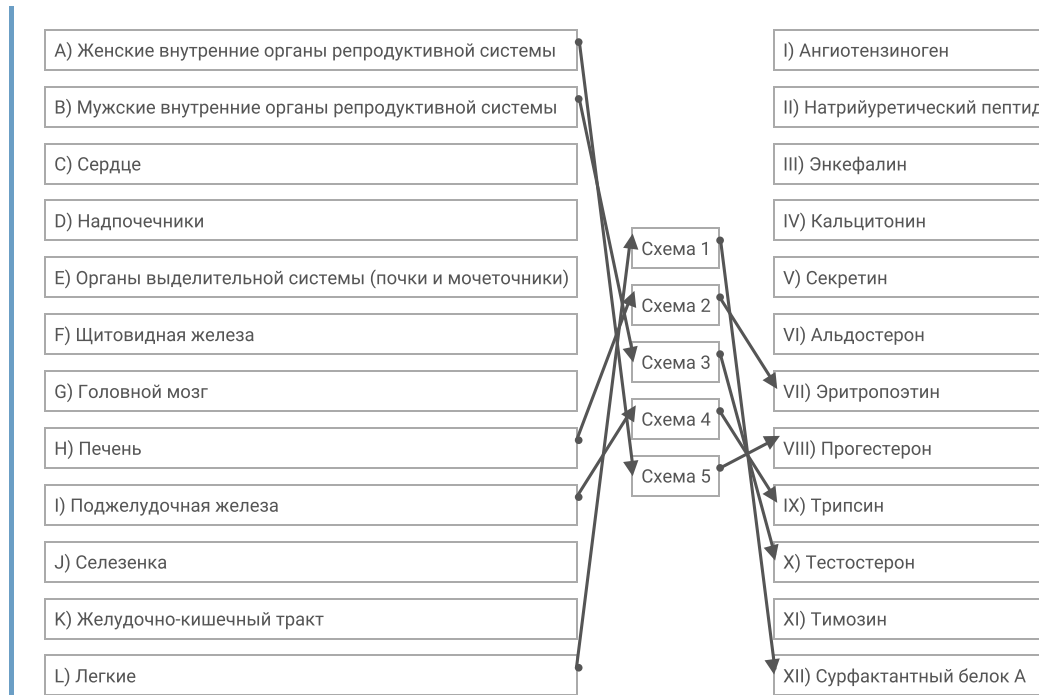 A) Женские внутренние органы репродуктивной системы
B) Мужские внутренние органы репродуктивной системы
C) Сердце
D) Надпочечники
E) Органы выделительной системы (почки и мочеточники)
F) Щитовидная железа
G) Головной мозг
H) Печень
I) Поджелудочная железа
J) Селезенка
K) Желудочно-кишечный тракт
L) Легкие
Схема 1
Схема 2
Схема 3
Схема 4
Схема 5
I) Ангиотензиноген
II) Натрийуретический пептид
III) Энкефалин
IV) Кальцитонин
V) Секретин
VI) Альдостерон
VII) Эритропоэтин
VIII) Прогестерон
IX) Трипсин
X) Тестостерон
XI) Тимозин
XII) Сурфактантный белок А